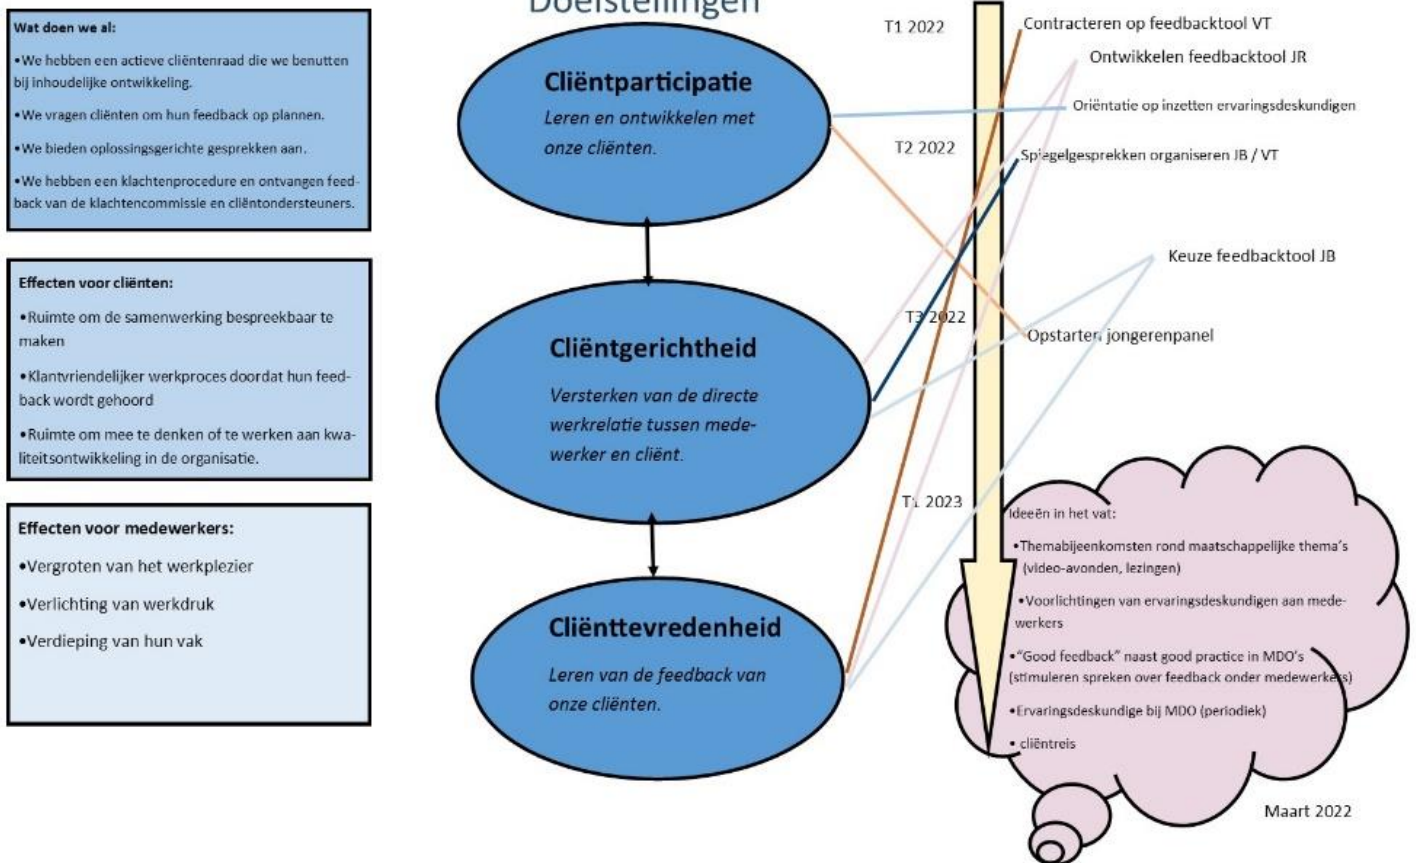 Doelstellingen
Wat doen we al:
•We hebben een actieve cliëntenraad die we benutten
bij inhoudelijke ontwikkeling.
•We vragen cliënten om hun feedback op plannen.
•We bieden oplossingsgerichte gesprekken aan.
•We hebben een klachtenprocedure en ontvangen feed-
back van de klachtencommissie en cliëntondersteuners.
Effecten voor cliënten:
•Ruimte om de samenwerking bespreekbaar te
maken
•Klantvriendelijker werkproces doordat hun feed-
back wordt gehoord
•Ruimte om mee te denken of te werken aan kwa-
liteitsontwikkeling in de organisatie.
Effecten voor medewerkers:
•Vergroten van het werkplezier
•Verlichting van werkdruk
•Verdieping van hun vak
Cliëntparticipatie
Leren en ontwikkelen met
onze cliënten.
Cliëntgerichtheid
Versterken van de directe
werkrelatie tussen mede-
werker en cliënt.
Cliënttevredenheid
Leren van de feedback van
onze cliënten.
T1 2022
T2 2022
T3 2022
T1 2023
Contracteren op feedbacktool VT
Ontwikkelen feedbacktool JR
Oriëntatie op inzetten ervaringsdeskundigen
Spiegelgesprekken organiseren JB / VT
Keuze feedbacktool JB
Opstarten jongerenpanel
Ideeën in het vat:
•Themabijeenkomsten rond maatschappelijke thema's
(video-avonden, lezingen)
•Voorlichtingen van ervaringsdeskundigen aan mede-
werkers
•"Good feedback" naast good practice in MDO's
(stimuleren spreken over feedback onder medewerkers)
•Ervaringsdeskundige bij MDO (periodiek)
• cliëntreis
Maart 2022